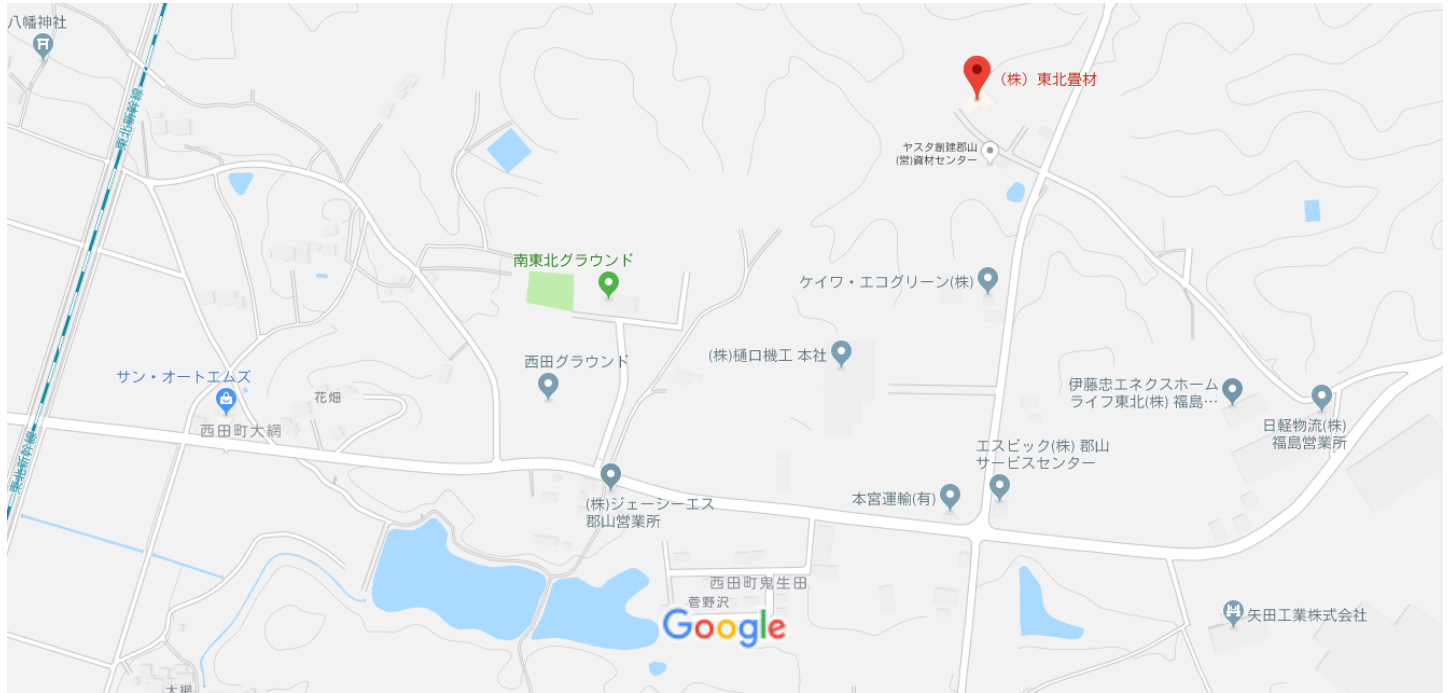 八幡神社
東北新幹線
(株) 東北畳材
ヤスタ創建郡山
(営)資材センター
南東北グラウンド
ケイワ・エコグリーン(株)
(株)樋口機工 本社
西田グラウンド
サン・オートエムズ
花畑
伊藤忠エネクスホーム
ライフ東北(株) 福島…
日軽物流(株)
福島営業所
西田町大網
東北新幹線
エスビック(株) 郡山
サービスセンター
本宮運輸(有)
(株)ジェーシーエス
郡山営業所
西田町鬼生田
菅野沢
Google
矢田工業株式会社
大網